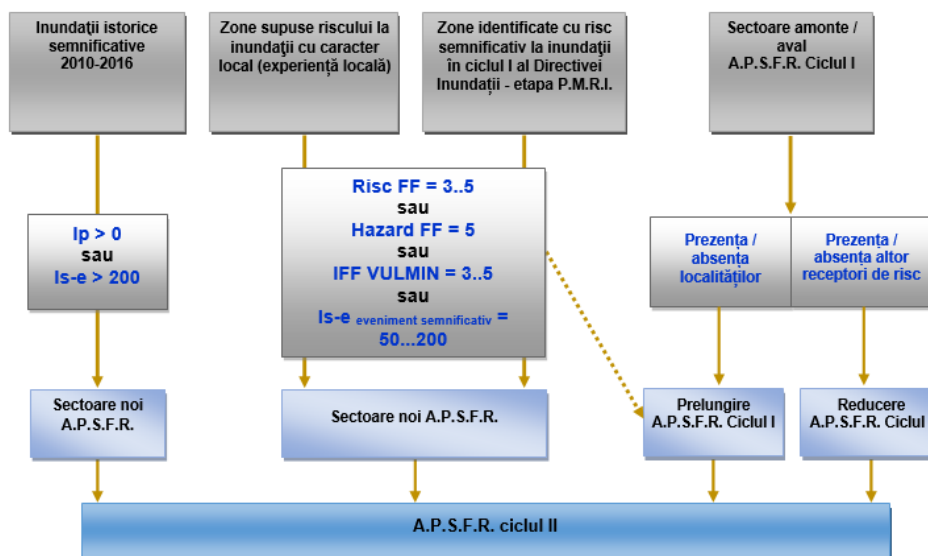 Inundații istorice
semnificative
2010-2016
Zone supuse riscului la
inundații cu caracter
local (experiență locală)
Zone identificate cu risc
semnificativ la inundații
în ciclul I al Directivei
Inundații - etapa P.M.R.I.
Sectoare amonte /
aval
A.P.S.F.R. Ciclul I
Ip > 0
sau
Is-e > 200
Risc FF = 3..5
sau
Hazard FF = 5
sau
IFF VULMIN = 3..5
sau
Is-e eveniment semnificativ =
50...200
Prezența /
absența
localităților
Prezența /
absența altor
receptori de risc
Sectoare noi
A.P.S.F.R.
Sectoare noi A.P.S.F.R.
Prelungire
A.P.S.F.R. Ciclul I
Reducere
A.P.S.F.R. Ciclul
A.P.S.F.R. ciclul II